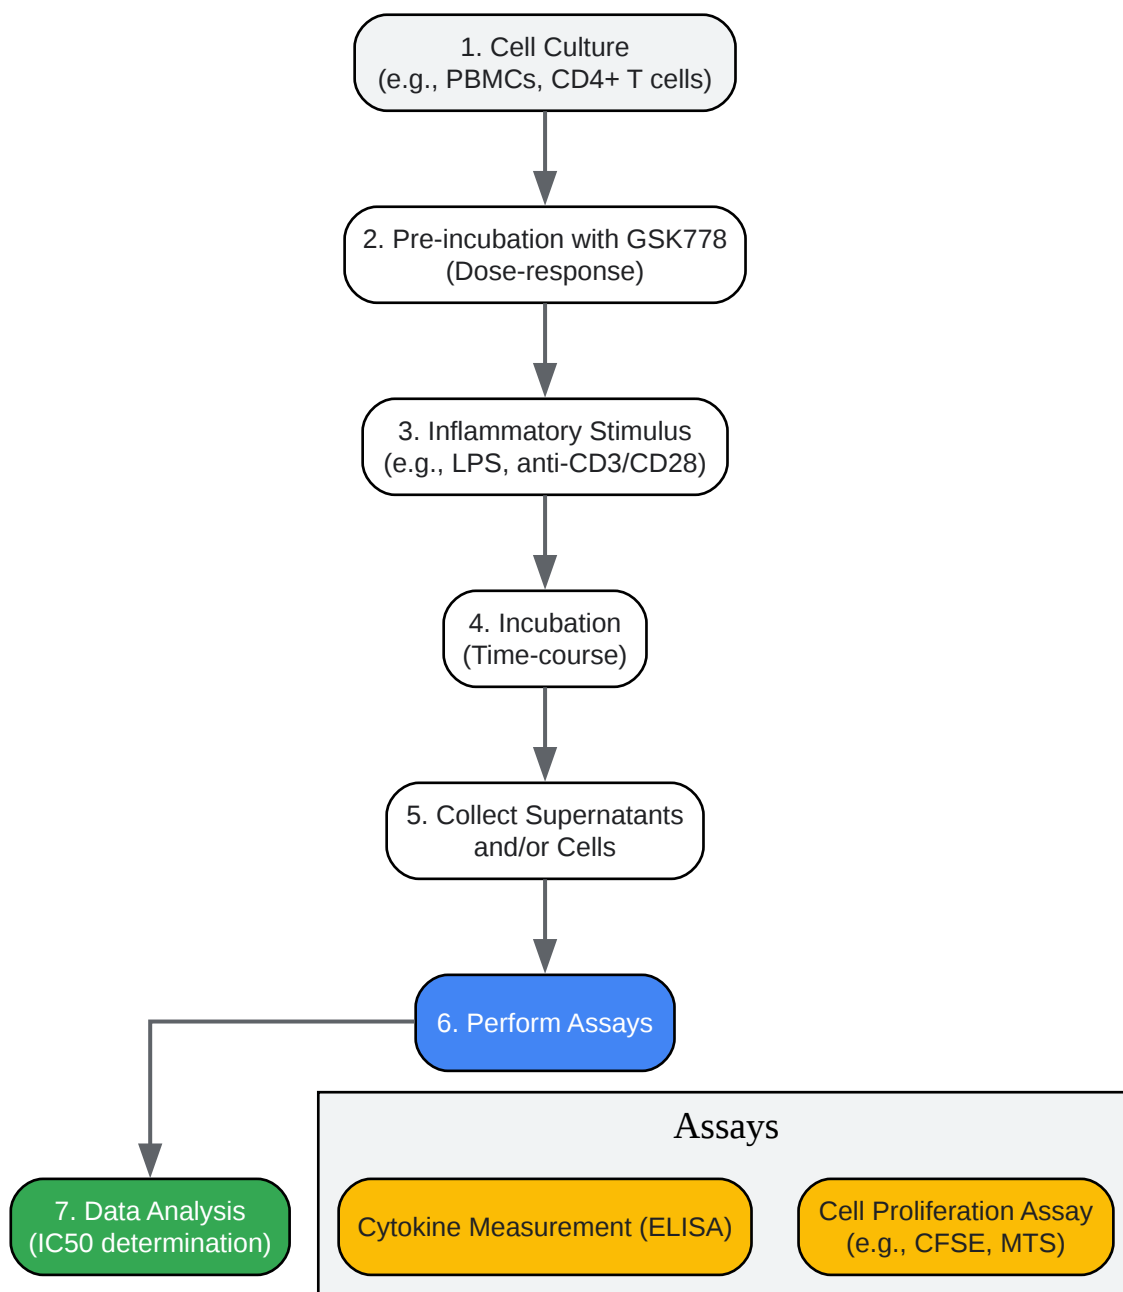 1. Cell Culture
(e.g., PBMCs, CD4+ T cells)
2. Pre-incubation with GSK778
(Dose-response)
3. Inflammatory Stimulus
(e.g., LPS, anti-CD3/CD28)
4. Incubation
(Time-course)
5. Collect Supernatants
and/or Cells
6. Perform Assays
7. Data Analysis
(IC50 determination)
Assays
Cytokine Measurement (ELISA)
Cell Proliferation Assay
(e.g., CFSE, MTS)